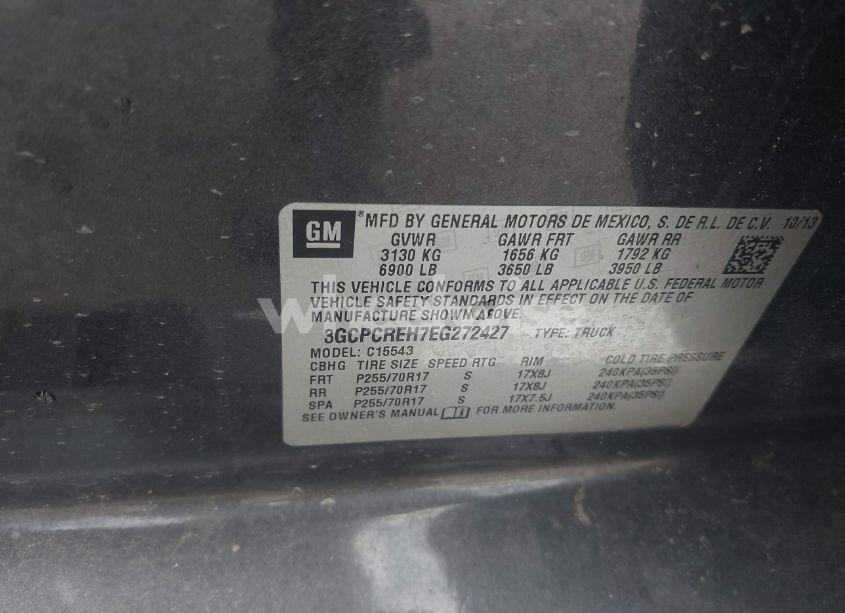 GM MFD BY GENERAL MOTORS DE MEXICO, S. DE R.L. DE C.V. 10/13
GVWR GAWR FRT GAWR RR
3130 KG 1656 KG 1792 KG
6900 LB 3650 LB 3950 LB
THIS VEHICLE CONFORMS TO ALL APPLICABLE U.S. FEDERAL MOTOR
VEHICLE SAFETY STANDARDS IN EFFECT ON THE DATE OF
MANUFACTURE SHOWN ABOVE.
3GCPCREH7EG272427 TYPE: TRUCK
MODEL: C15543
CBHG TIRE SIZE SPEED RTG RIM COLD TIRE PRESSURE
FRT P255/70R17 S 17X8J 240KPA(35PSI)
RR P255/70R17 S 17X8J 240KPA(35PSI)
SPA P255/70R17 S 17X7.5J 240KPA(35PSI)
SEE OWNER'S MANUAL FOR MORE INFORMATION.